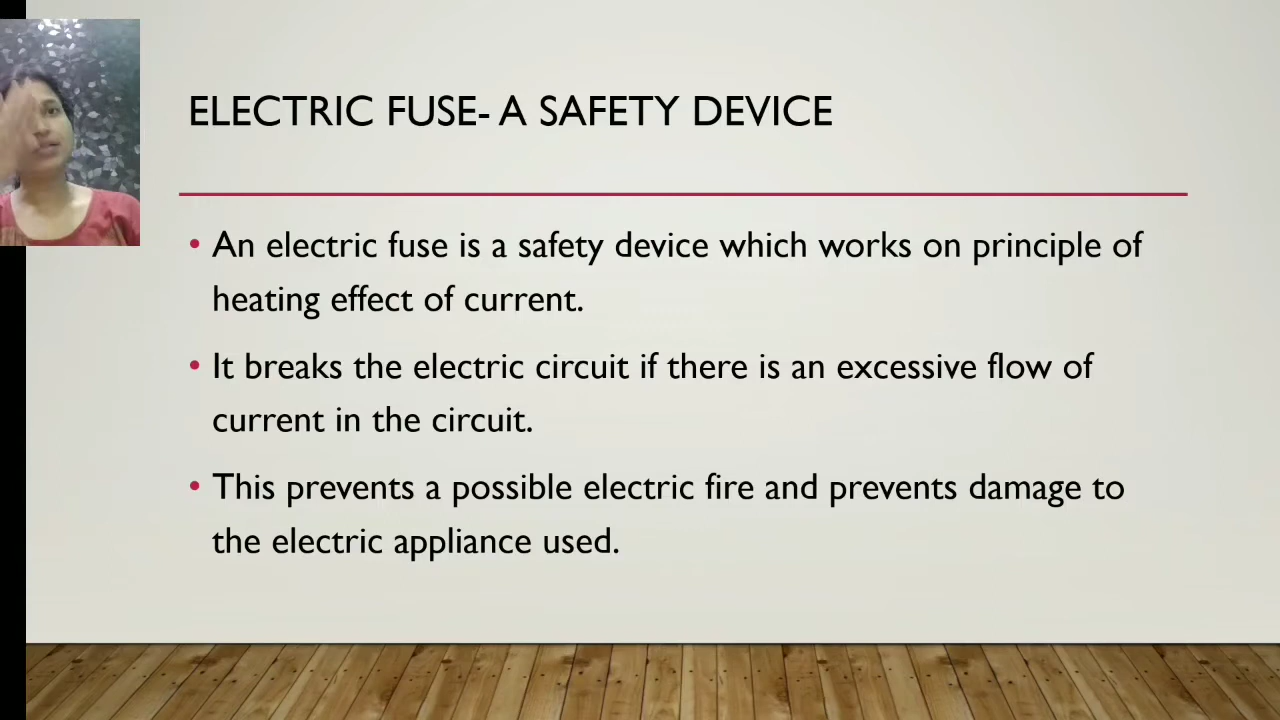 ELECTRIC FUSE- A SAFETY DEVICE
• An electric fuse is a safety device which works on principle of
heating effect of current.
• It breaks the electric circuit if there is an excessive flow of
current in the circuit.
• This prevents a possible electric fire and prevents damage to
the electric appliance used.